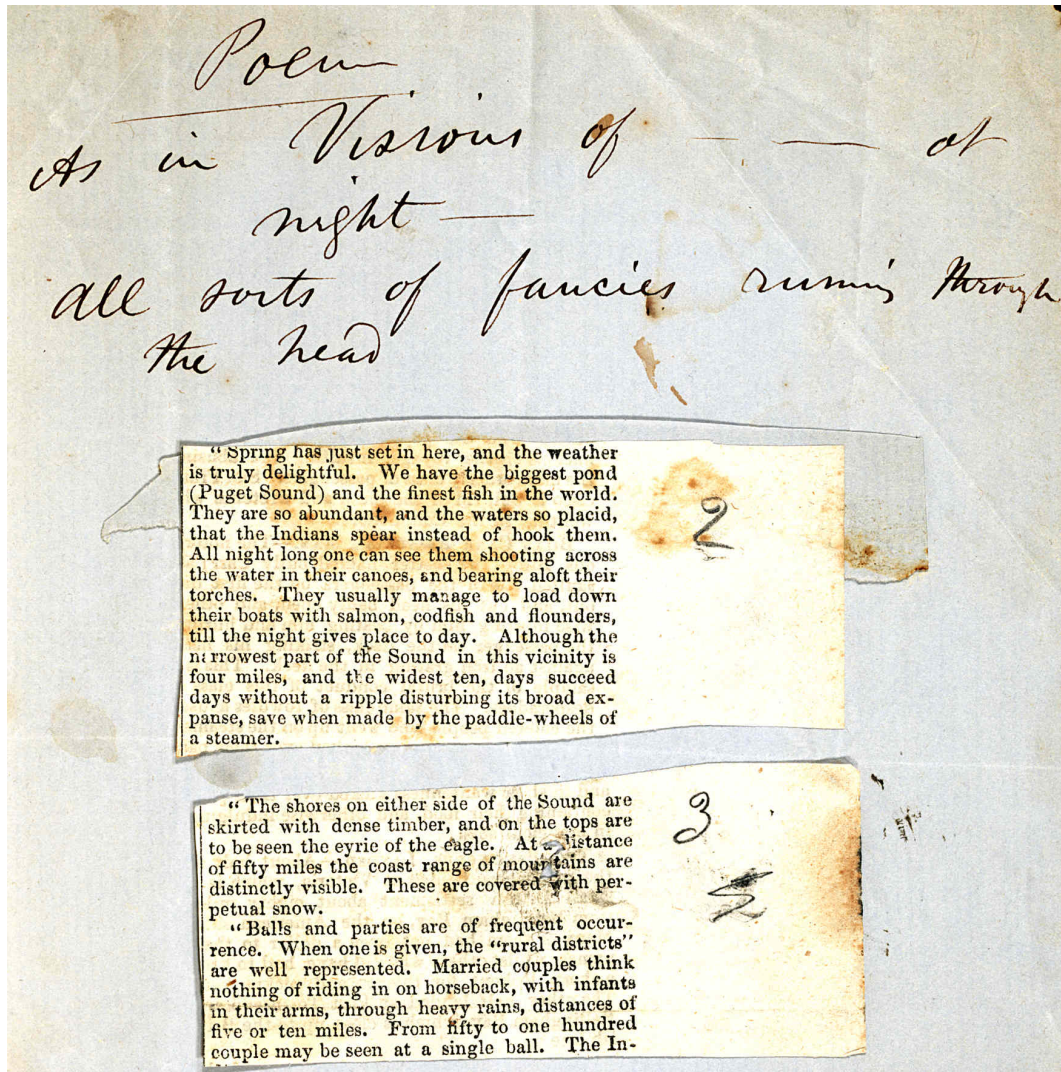 Poem
As in Visions of — — at
night —
All sorts of fancies runing through
the head
"Spring has just set in here, and the weather
is truly delightful. We have the biggest pond
(Puget Sound) and the finest fish in the world.
They are so abundant, and the waters so placid,
that the Indians spear instead of hook them.
All night long one can see them shooting across
the water in their canoes, and bearing aloft their
torches. They usually manage to load down
their boats with salmon, codfish and flounders,
till the night gives place to day. Although the
narrowest part of the Sound in this vicinity is
four miles, and the widest ten, days succeed
days without a ripple disturbing its broad ex-
panse, save when made by the paddle-wheels of
a steamer.
2
"The shores on either side of the Sound are
skirted with dense timber, and on the tops are
to be seen the eyrie of the eagle. At a distance
of fifty miles the coast range of mountains are
distinctly visible. These are covered with per-
petual snow.
"Balls and parties are of frequent occur-
rence. When one is given, the "rural districts"
are well represented. Married couples think
nothing of riding in on horseback, with infants
in their arms, through heavy rains, distances of
five or ten miles. From fifty to one hundred
couple may be seen at a single ball. The In-
3